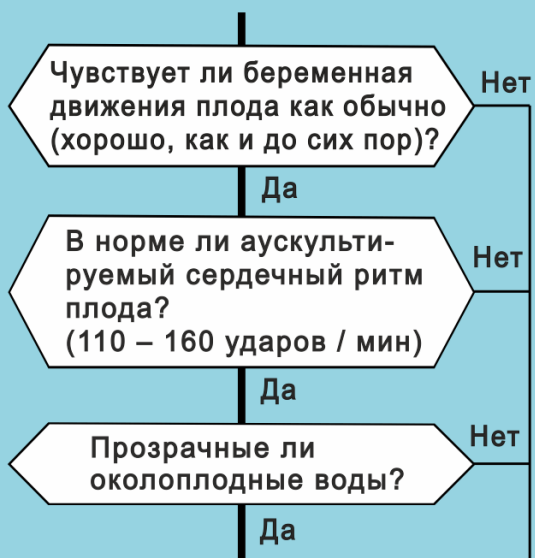 Чувствует ли беременная
движения плода как обычно
(хорошо, как и до сих пор)?
Нет
Да
В норме ли аускульти-
руемый сердечный ритм
плода?
(110 – 160 ударов / мин)
Нет
Да
Прозрачные ли
околоплодные воды?
Нет
Да